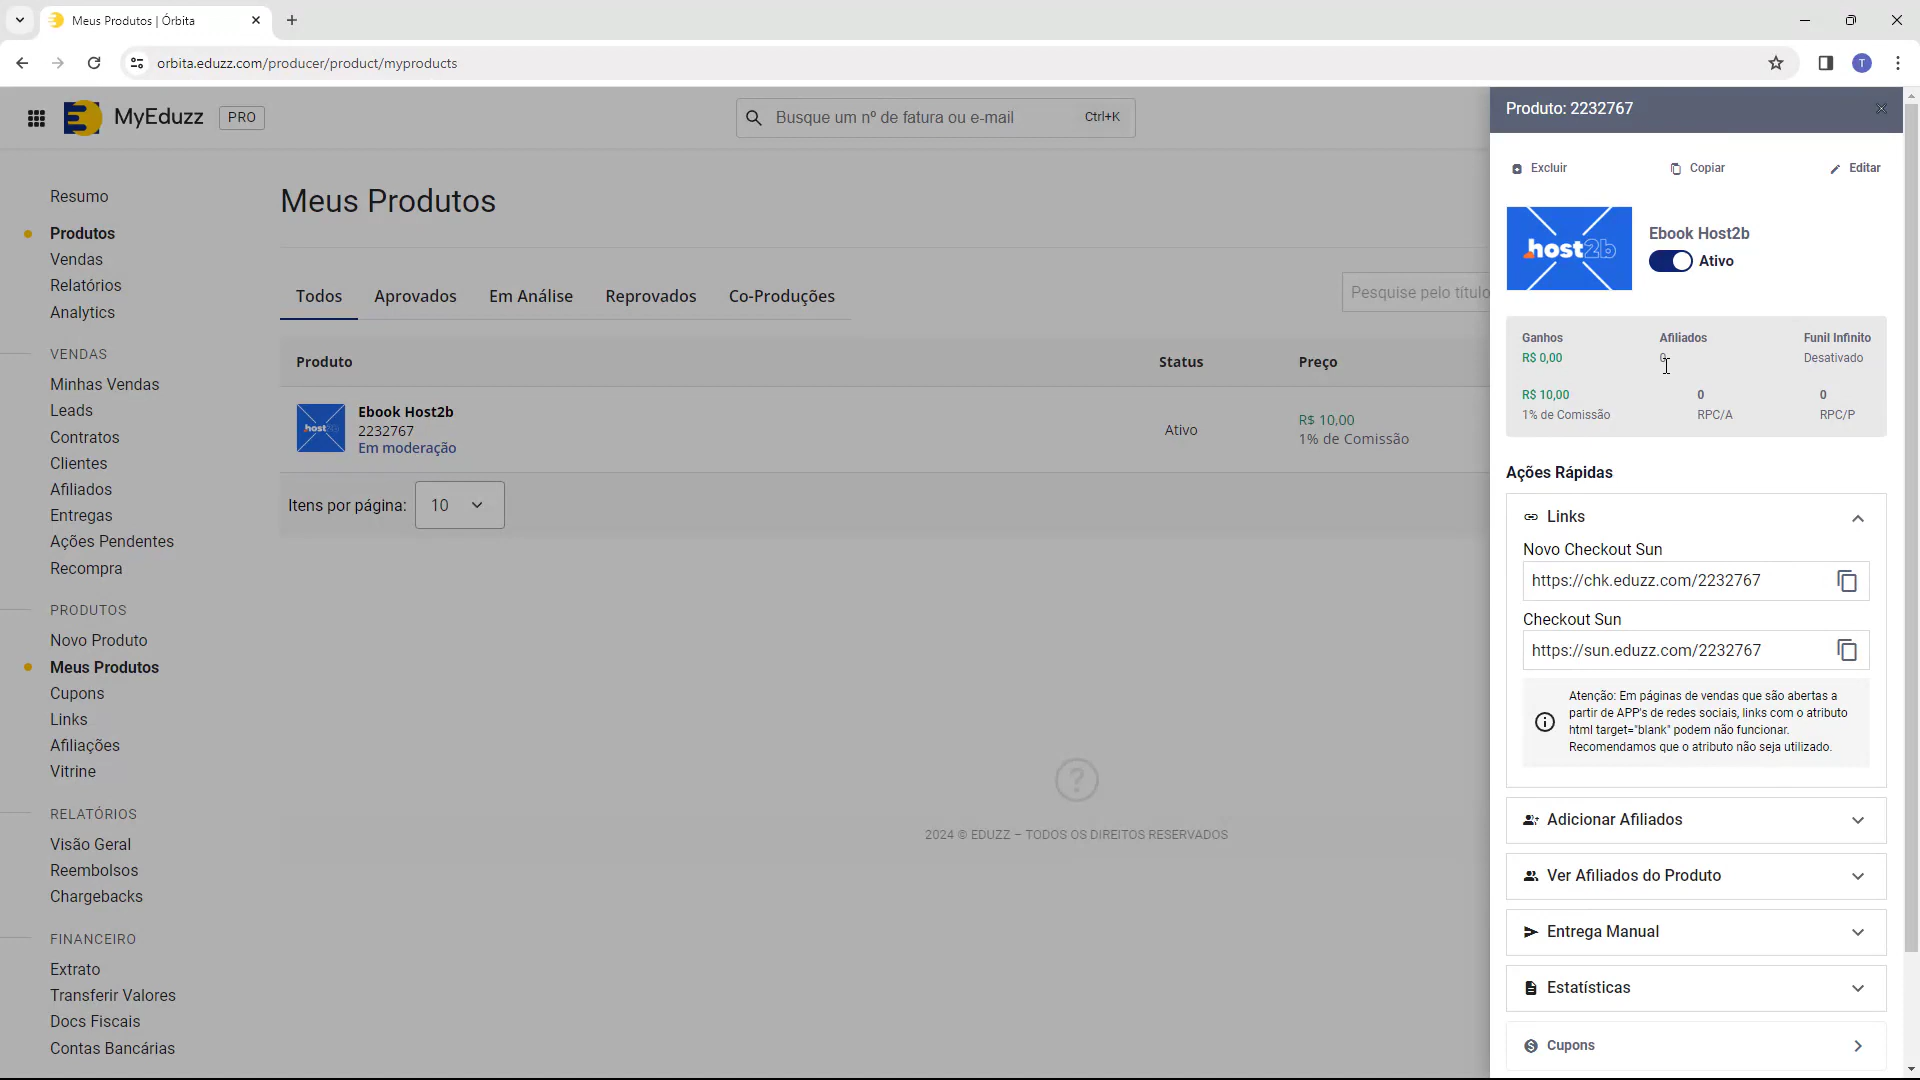 Meus Produtos | Órbita
orbita.eduzz.com/producer/product/myproducts
T
MyEduzz
PRO
Busque um nº de fatura ou e-mail
Ctrl+K
Resumo
Produtos
Vendas
Relatórios
Analytics
VENDAS
Minhas Vendas
Leads
Contratos
Clientes
Afiliados
Entregas
Ações Pendentes
Recompra
PRODUTOS
Novo Produto
Meus Produtos
Cupons
Links
Afiliações
Vitrine
RELATÓRIOS
Visão Geral
Reembolsos
Chargebacks
FINANCEIRO
Extrato
Transferir Valores
Docs Fiscais
Contas Bancárias
Meus Produtos
Todos
Aprovados
Em Análise
Reprovados
Co-Produções
Pesquise pelo título
Produto
Status
Preço
host2b
Ebook Host2b
2232767
Em moderação
Ativo
R$ 10,00
1% de Comissão
Itens por página:
10
2024 © EDUZZ – TODOS OS DIREITOS RESERVADOS
Produto: 2232767
Excluir
Copiar
Editar
host2b
Ebook Host2b
Ativo
Ganhos
Afiliados
Funil Infinito
R$ 0,00
0
Desativado
R$ 10,00
0
0
1% de Comissão
RPC/A
RPC/P
Ações Rápidas
Links
Novo Checkout Sun
https://chk.eduzz.com/2232767
Checkout Sun
https://sun.eduzz.com/2232767
Atenção: Em páginas de vendas que são abertas a
partir de APP's de redes sociais, links com o atributo
html target="blank" podem não funcionar.
Recomendamos que o atributo não seja utilizado.
Adicionar Afiliados
Ver Afiliados do Produto
Entrega Manual
Estatísticas
Cupons